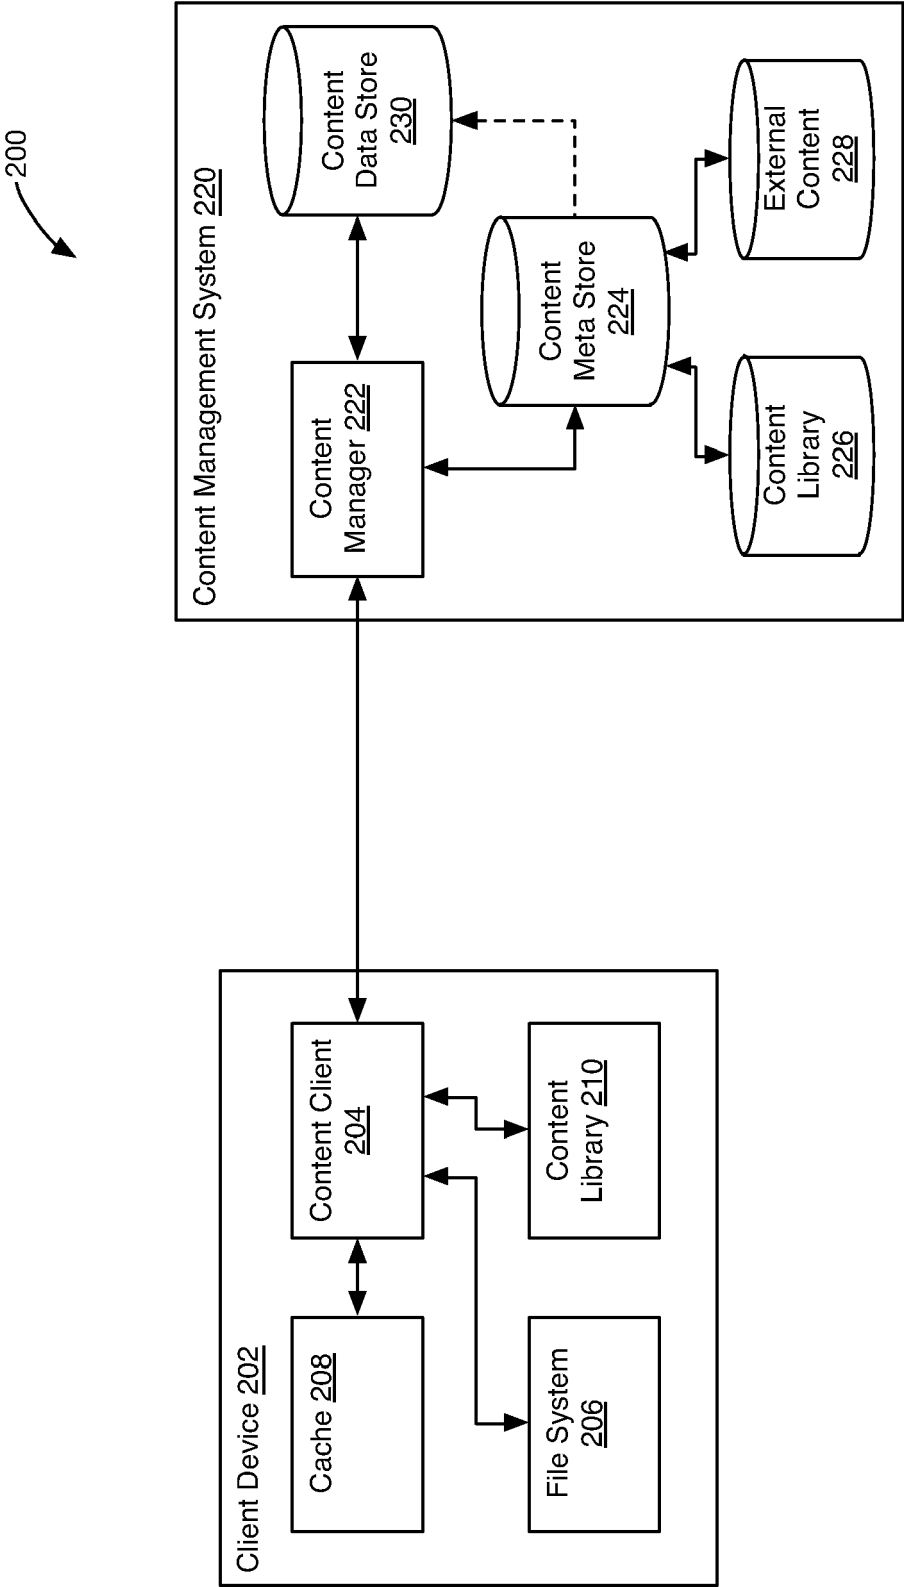 200
Client Device 202
Cache 208
Content Client
204
File System
206
Content
Library 210
Content Management System 220
Content
Manager 222
Content
Data Store
230
Content
Meta Store
224
Content
Library
226
External
Content
228